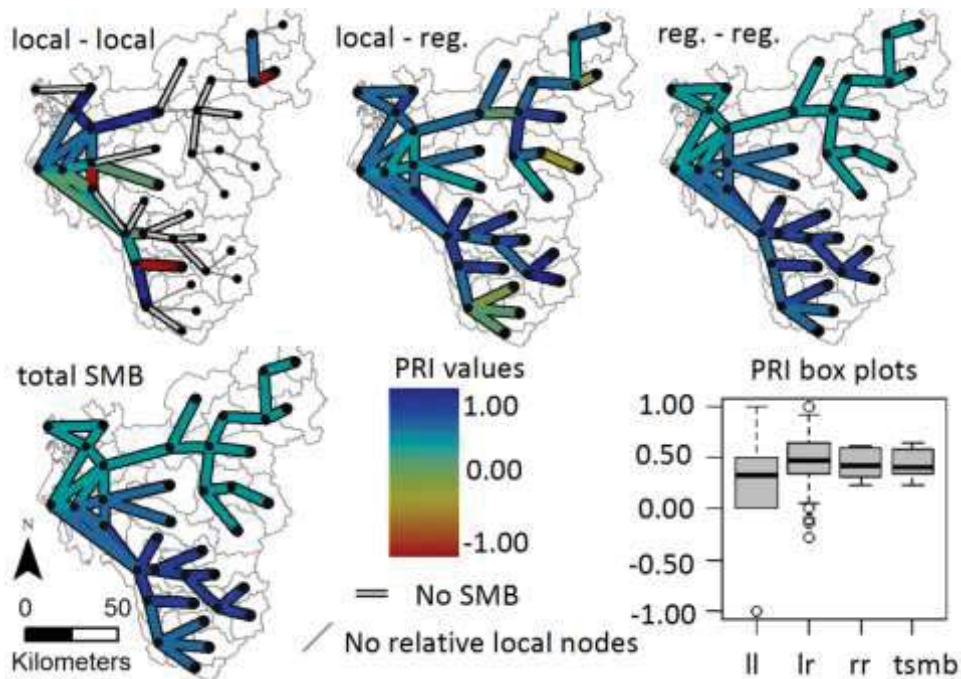 local - local
local - reg.
reg. - reg.
total SMB
N
0 50
Kilometers
PRI values
1.00
0.00
-1.00
No SMB
No relative local nodes
PRI box plots
1.00
0.50
0.00
-0.50
-1.00
ll lr rr tsmb